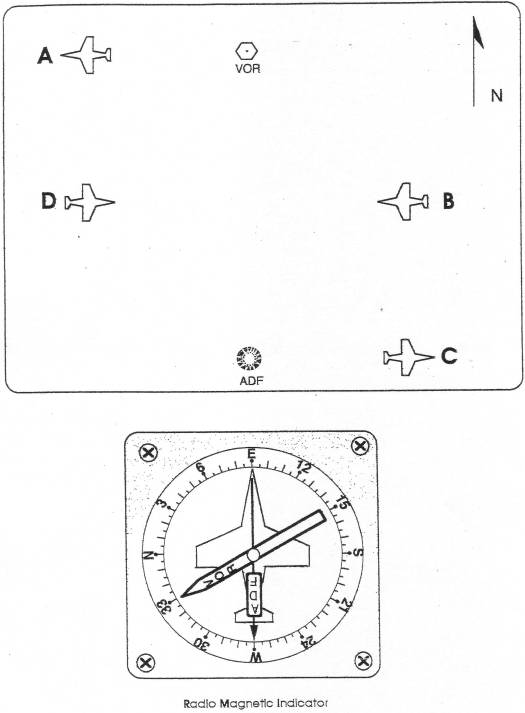 A
VOR
N
D
B
C
ADF
E
6
12
3
15
N
S
VOR
ADF
33
21
30
24
W
Radio Magnetic Indicator